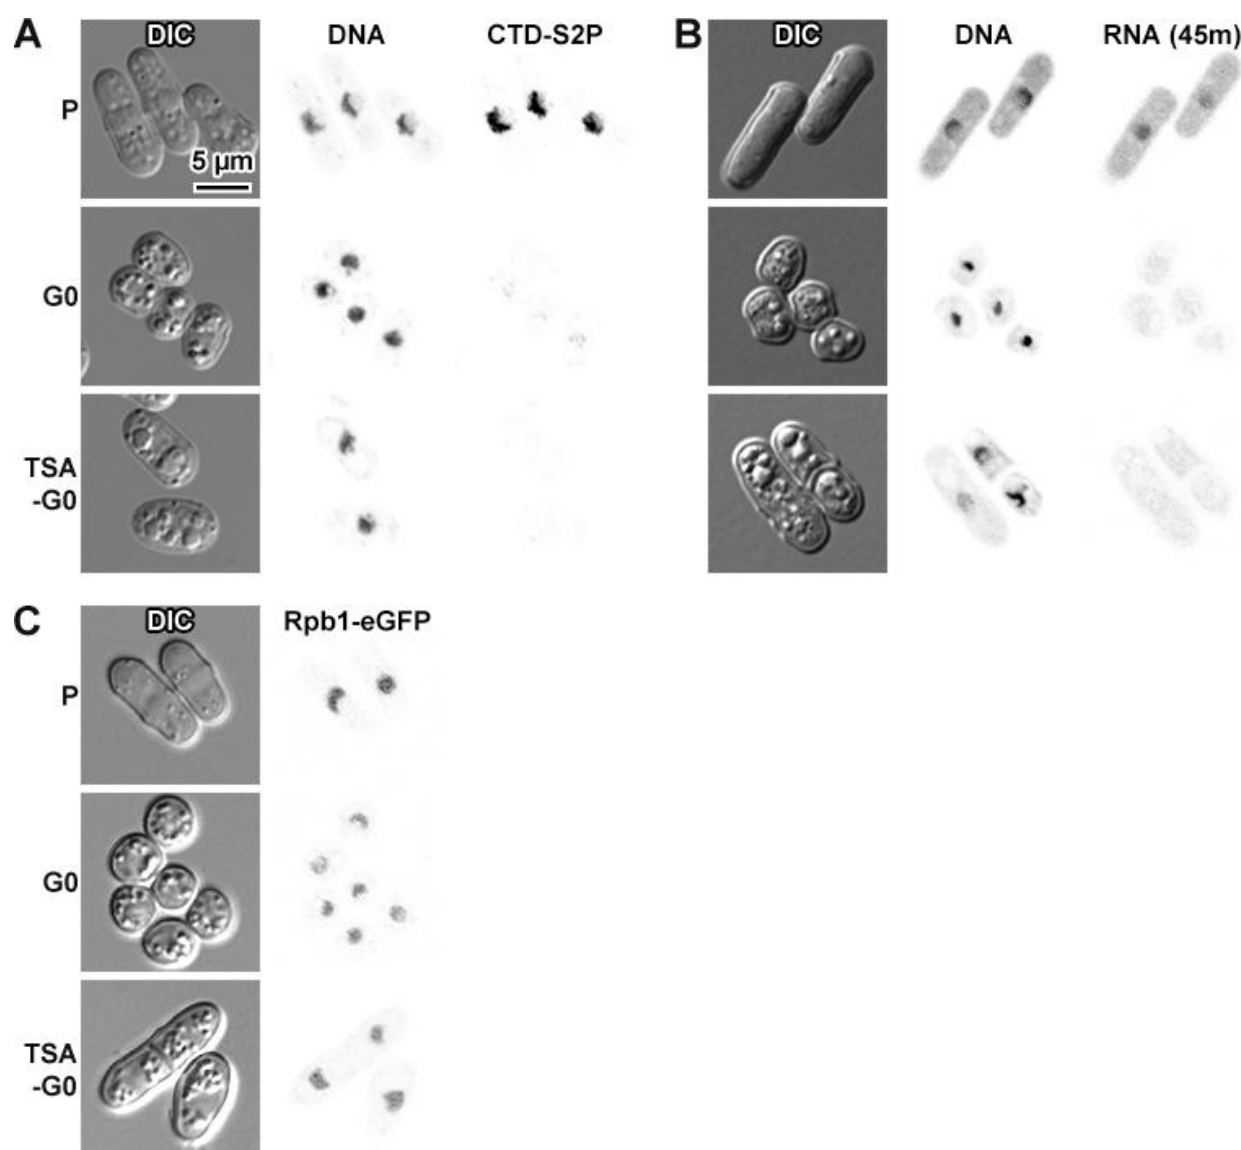 A DIC DNA CTD-S2P
P
5 μm
G0
TSA
-G0
B DIC DNA RNA (45m)
C DIC Rpb1-eGFP
P
G0
TSA
-G0